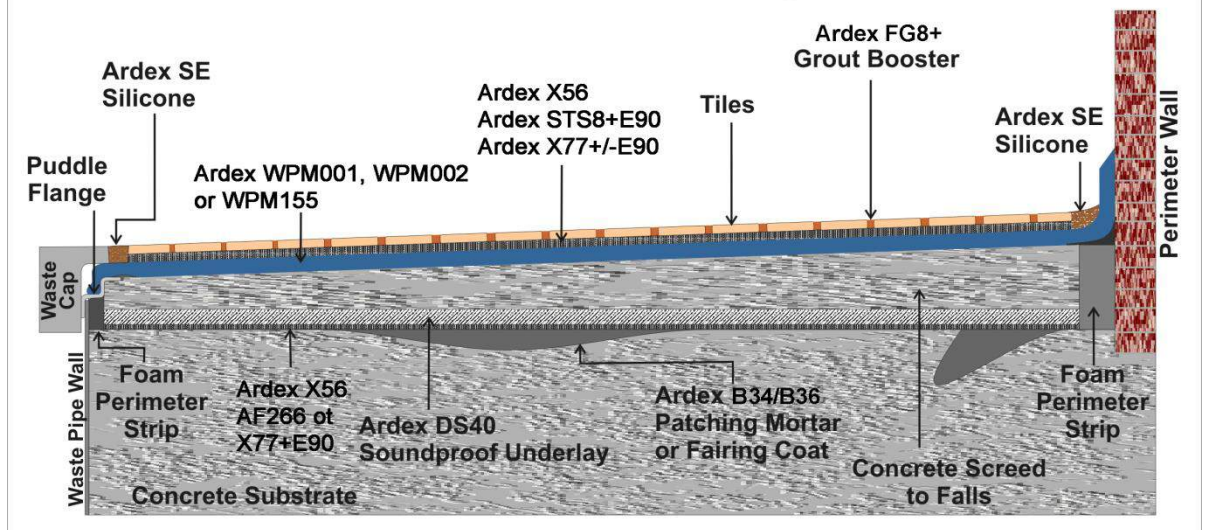 Ardex FG8+
Grout Booster
Ardex SE
Silicone
Ardex X56
Ardex STS8+E90
Ardex X77+/-E90
Tiles
Ardex SE
Silicone
Perimeter Wall
Puddle
Flange
Ardex WPM001, WPM002
or WPM155
Waste
Cap
Waste Pipe Wall
Foam
Perimeter
Strip
Ardex X56
AF266 ot
X77+E90
Ardex DS40
Soundproof Underlay
Ardex B34/B36
Patching Mortar
or Fairing Coat
Concrete Screed
to Falls
Foam
Perimeter
Strip
Concrete Substrate